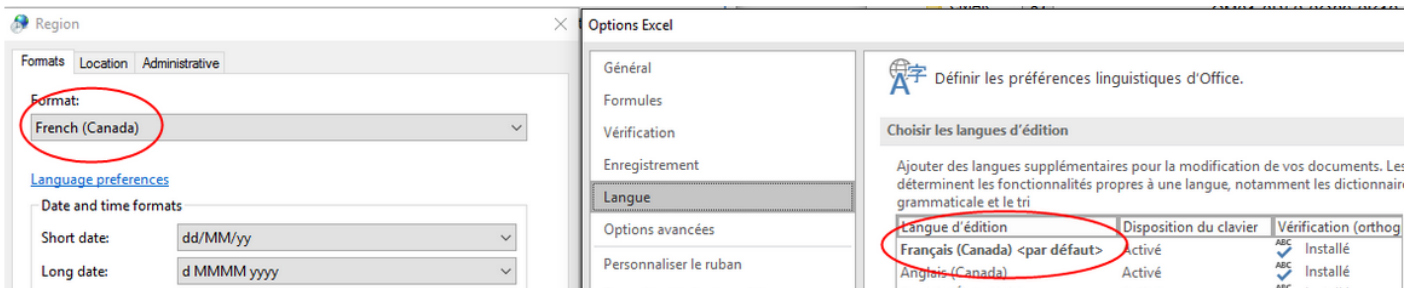 Region
Formats Location Administrative
Format:
French (Canada)
Language preferences
Date and time formats
Short date: dd/MM/yy
Long date: d MMMM yyyy
Options Excel
Général
Formules
Vérification
Enregistrement
Langue
Options avancées
Personnaliser le ruban
Définir les préférences linguistiques d'Office.
Choisir les langues d'édition
Ajouter des langues supplémentaires pour la modification de vos documents. Les
déterminent les fonctionnalités propres à une langue, notamment les dictionnaire
grammaticale et le tri
Langue d'édition Disposition du clavier Vérification (orthog
Français (Canada) <par défaut> Activé ABC Installé
Anglais (Canada) Activé ABC Installé